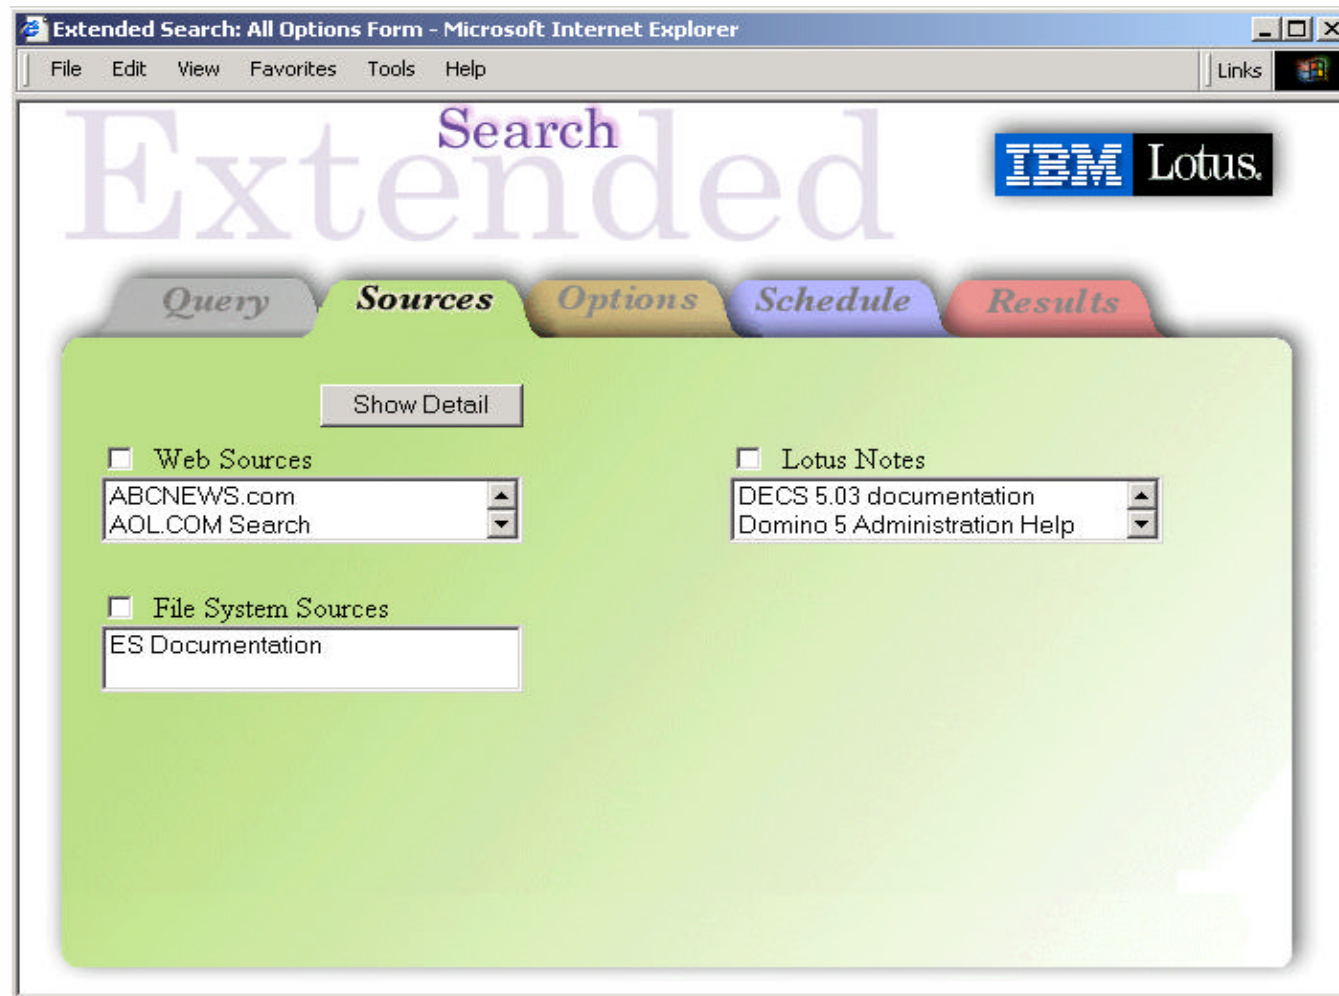 Extended Search: All Options Form - Microsoft Internet Explorer
File Edit View Favorites Tools Help Links
Extended
Search
IBM Lotus.
Query Sources Options Schedule Results
Show Detail
Web Sources
ABCNEWS.com
AOL.COM Search
Lotus Notes
DECS 5.03 documentation
Domino 5 Administration Help
File System Sources
ES Documentation